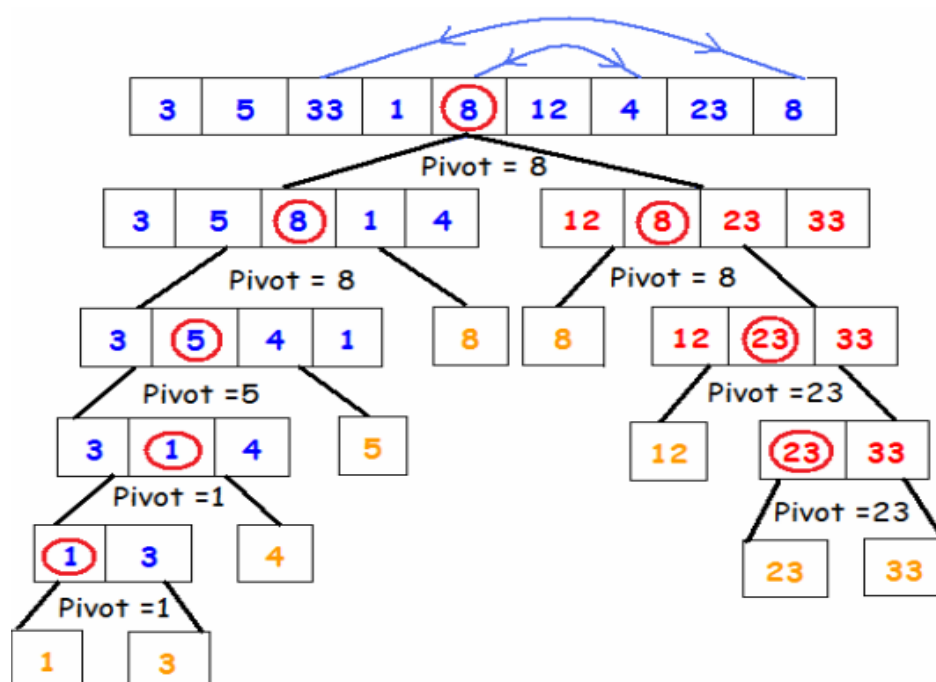 3 5 33 1 8 12 4 23 8
Pivot = 8
3 5 8 1 4 12 8 23 33
Pivot = 8 Pivot = 8
3 5 4 1 8 8 12 23 33
Pivot =5 Pivot =23
3 1 4 5 12 23 33
Pivot =1 Pivot =23
1 3 4 23 33
Pivot =1
1 3